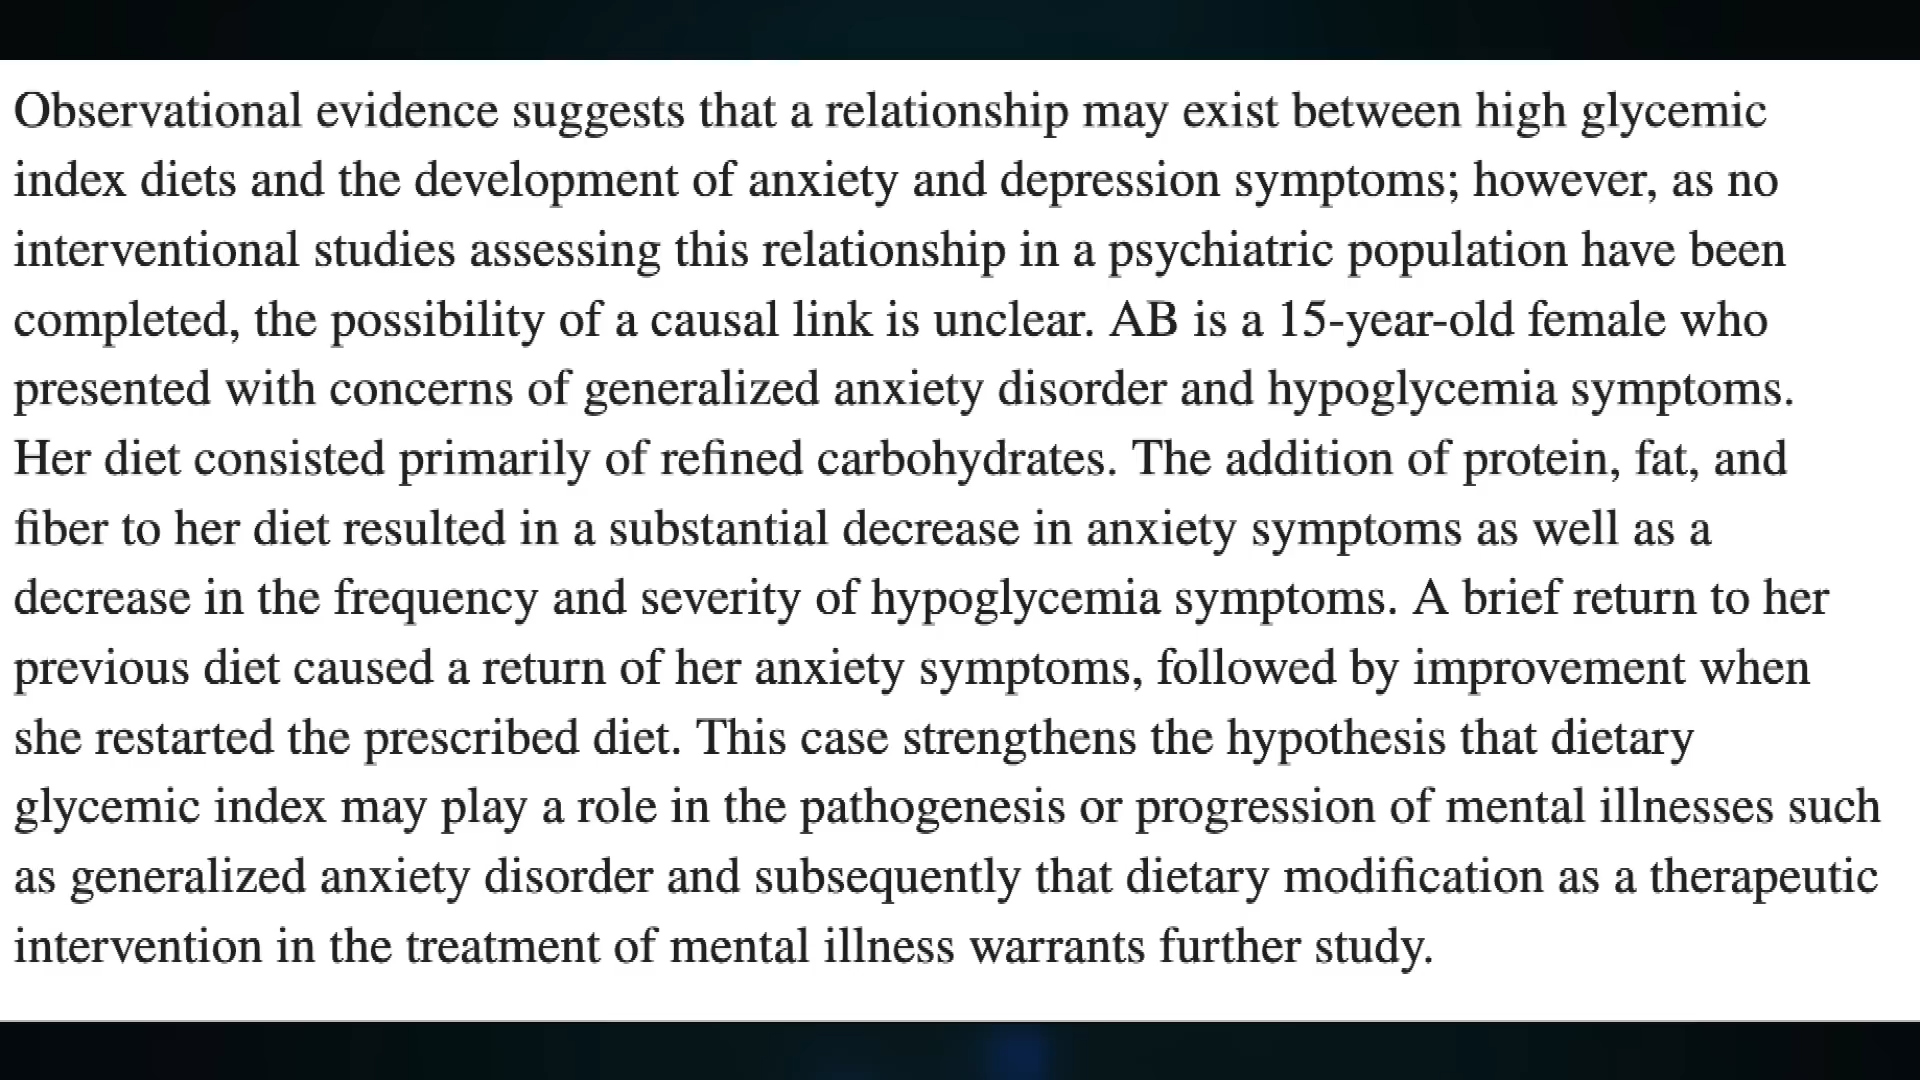 Observational evidence suggests that a relationship may exist between high glycemic
index diets and the development of anxiety and depression symptoms; however, as no
interventional studies assessing this relationship in a psychiatric population have been
completed, the possibility of a causal link is unclear. AB is a 15-year-old female who
presented with concerns of generalized anxiety disorder and hypoglycemia symptoms.
Her diet consisted primarily of refined carbohydrates. The addition of protein, fat, and
fiber to her diet resulted in a substantial decrease in anxiety symptoms as well as a
decrease in the frequency and severity of hypoglycemia symptoms. A brief return to her
previous diet caused a return of her anxiety symptoms, followed by improvement when
she restarted the prescribed diet. This case strengthens the hypothesis that dietary
glycemic index may play a role in the pathogenesis or progression of mental illnesses such
as generalized anxiety disorder and subsequently that dietary modification as a therapeutic
intervention in the treatment of mental illness warrants further study.